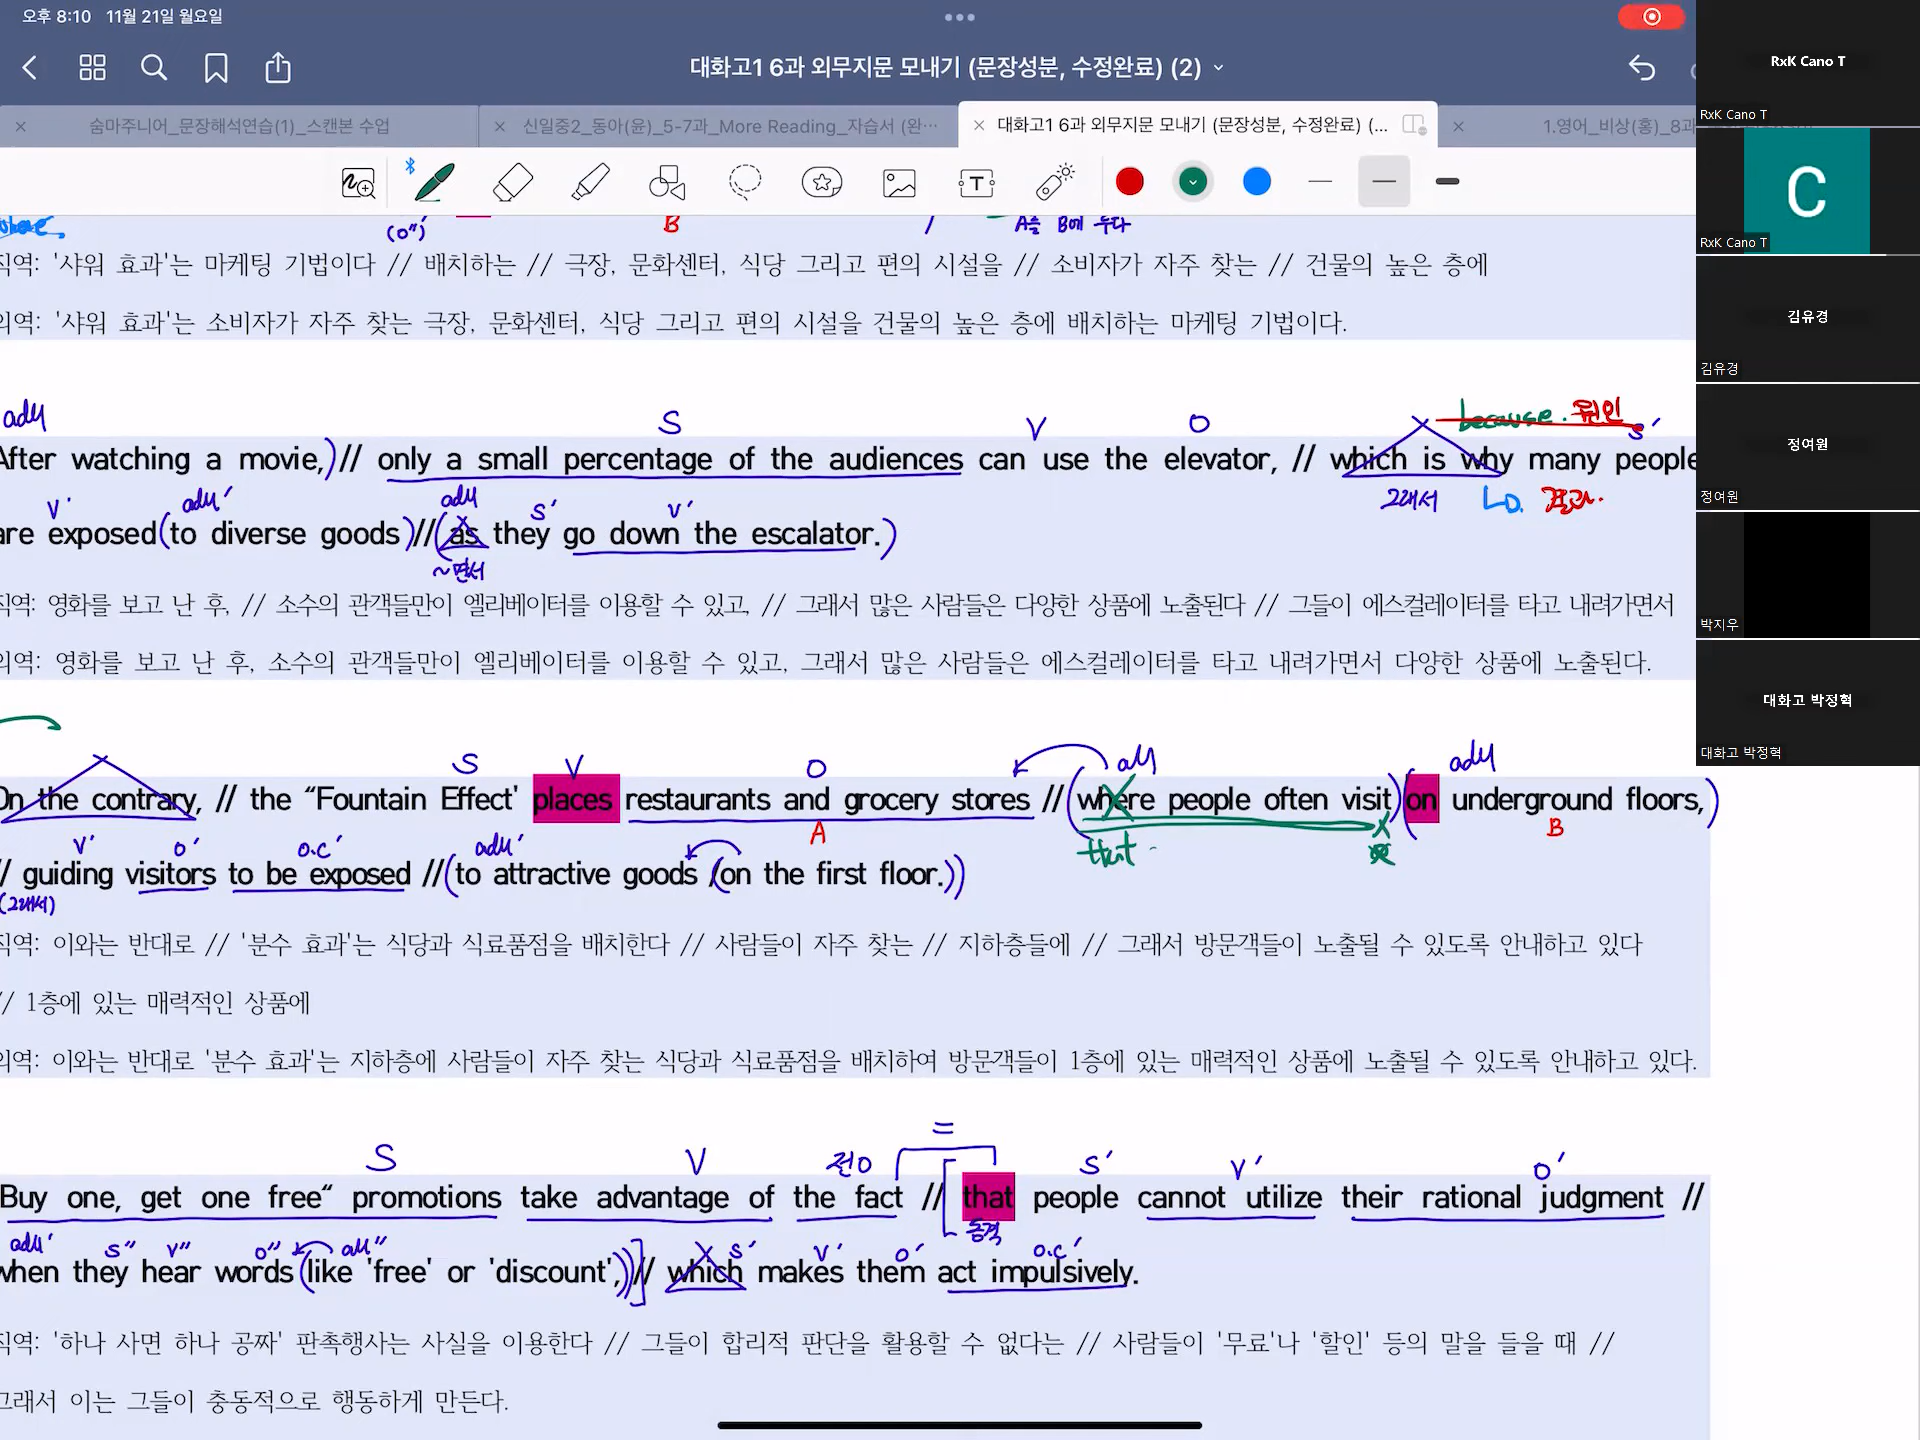 오후 8:10 11월 21일 월요일
대화고1 6과 외무지문 모내기 (문장성분, 수정완료) (2)
숨마주니어_문장해석연습(1)_스캔본 수업
신일중2_동아(윤)_5-7과_More Reading_자습서 (완...
대화고1 6과 외무지문 모내기 (문장성분, 수정완료) (...
1.영어_비상(홍)_8과
(o") B A를 B에 두다
직역: '샤워 효과'는 마케팅 기법이다 // 배치하는 // 극장, 문화센터, 식당 그리고 편의 시설을 // 소비자가 자주 찾는 // 건물의 높은 층에
의역: '샤워 효과'는 소비자가 자주 찾는 극장, 문화센터, 식당 그리고 편의 시설을 건물의 높은 층에 배치하는 마케팅 기법이다.
adv S V O because. 원인 s'
After watching a movie,) // only a small percentage of the audiences can use the elevator, // which is why many people
v' adv' adv s' v' 그래서 결과.
are exposed (to diverse goods) // (as they go down the escalator.)
~면서
직역: 영화를 보고 난 후, // 소수의 관객들만이 엘리베이터를 이용할 수 있고, // 그래서 많은 사람들은 다양한 상품에 노출된다 // 그들이 에스컬레이터를 타고 내려가면서
의역: 영화를 보고 난 후, 소수의 관객들만이 엘리베이터를 이용할 수 있고, 그래서 많은 사람들은 에스컬레이터를 타고 내려가면서 다양한 상품에 노출된다.
S V O adv
On the contrary, // the “Fountain Effect' places restaurants and grocery stores // (where people often visit) (on underground floors,)
A that B
v' o' o.c' adv'
// guiding visitors to be exposed // (to attractive goods (on the first floor.))
(그래서)
직역: 이와는 반대로 // '분수 효과'는 식당과 식료품점을 배치한다 // 사람들이 자주 찾는 // 지하층들에 // 그래서 방문객들이 노출될 수 있도록 안내하고 있다
// 1층에 있는 매력적인 상품에
의역: 이와는 반대로 '분수 효과'는 지하층에 사람들이 자주 찾는 식당과 식료품점을 배치하여 방문객들이 1층에 있는 매력적인 상품에 노출될 수 있도록 안내하고 있다.
=
S V 전o s' v' o'
Buy one, get one free“ promotions take advantage of the fact // [that people cannot utilize their rational judgment //
동격
adv' s" v" o" s' v' o' o.c'
when they hear words (like 'free' or 'discount',))] // which makes them act impulsively.
직역: '하나 사면 하나 공짜' 판촉행사는 사실을 이용한다 // 그들이 합리적 판단을 활용할 수 없다는 // 사람들이 '무료'나 '할인' 등의 말을 들을 때 //
그래서 이는 그들이 충동적으로 행동하게 만든다.
RxK Cano T
RxK Cano T
C
RxK Cano T
김유경
김유경
정여원
정여원
박지우
대화고 박정혁
대화고 박정혁